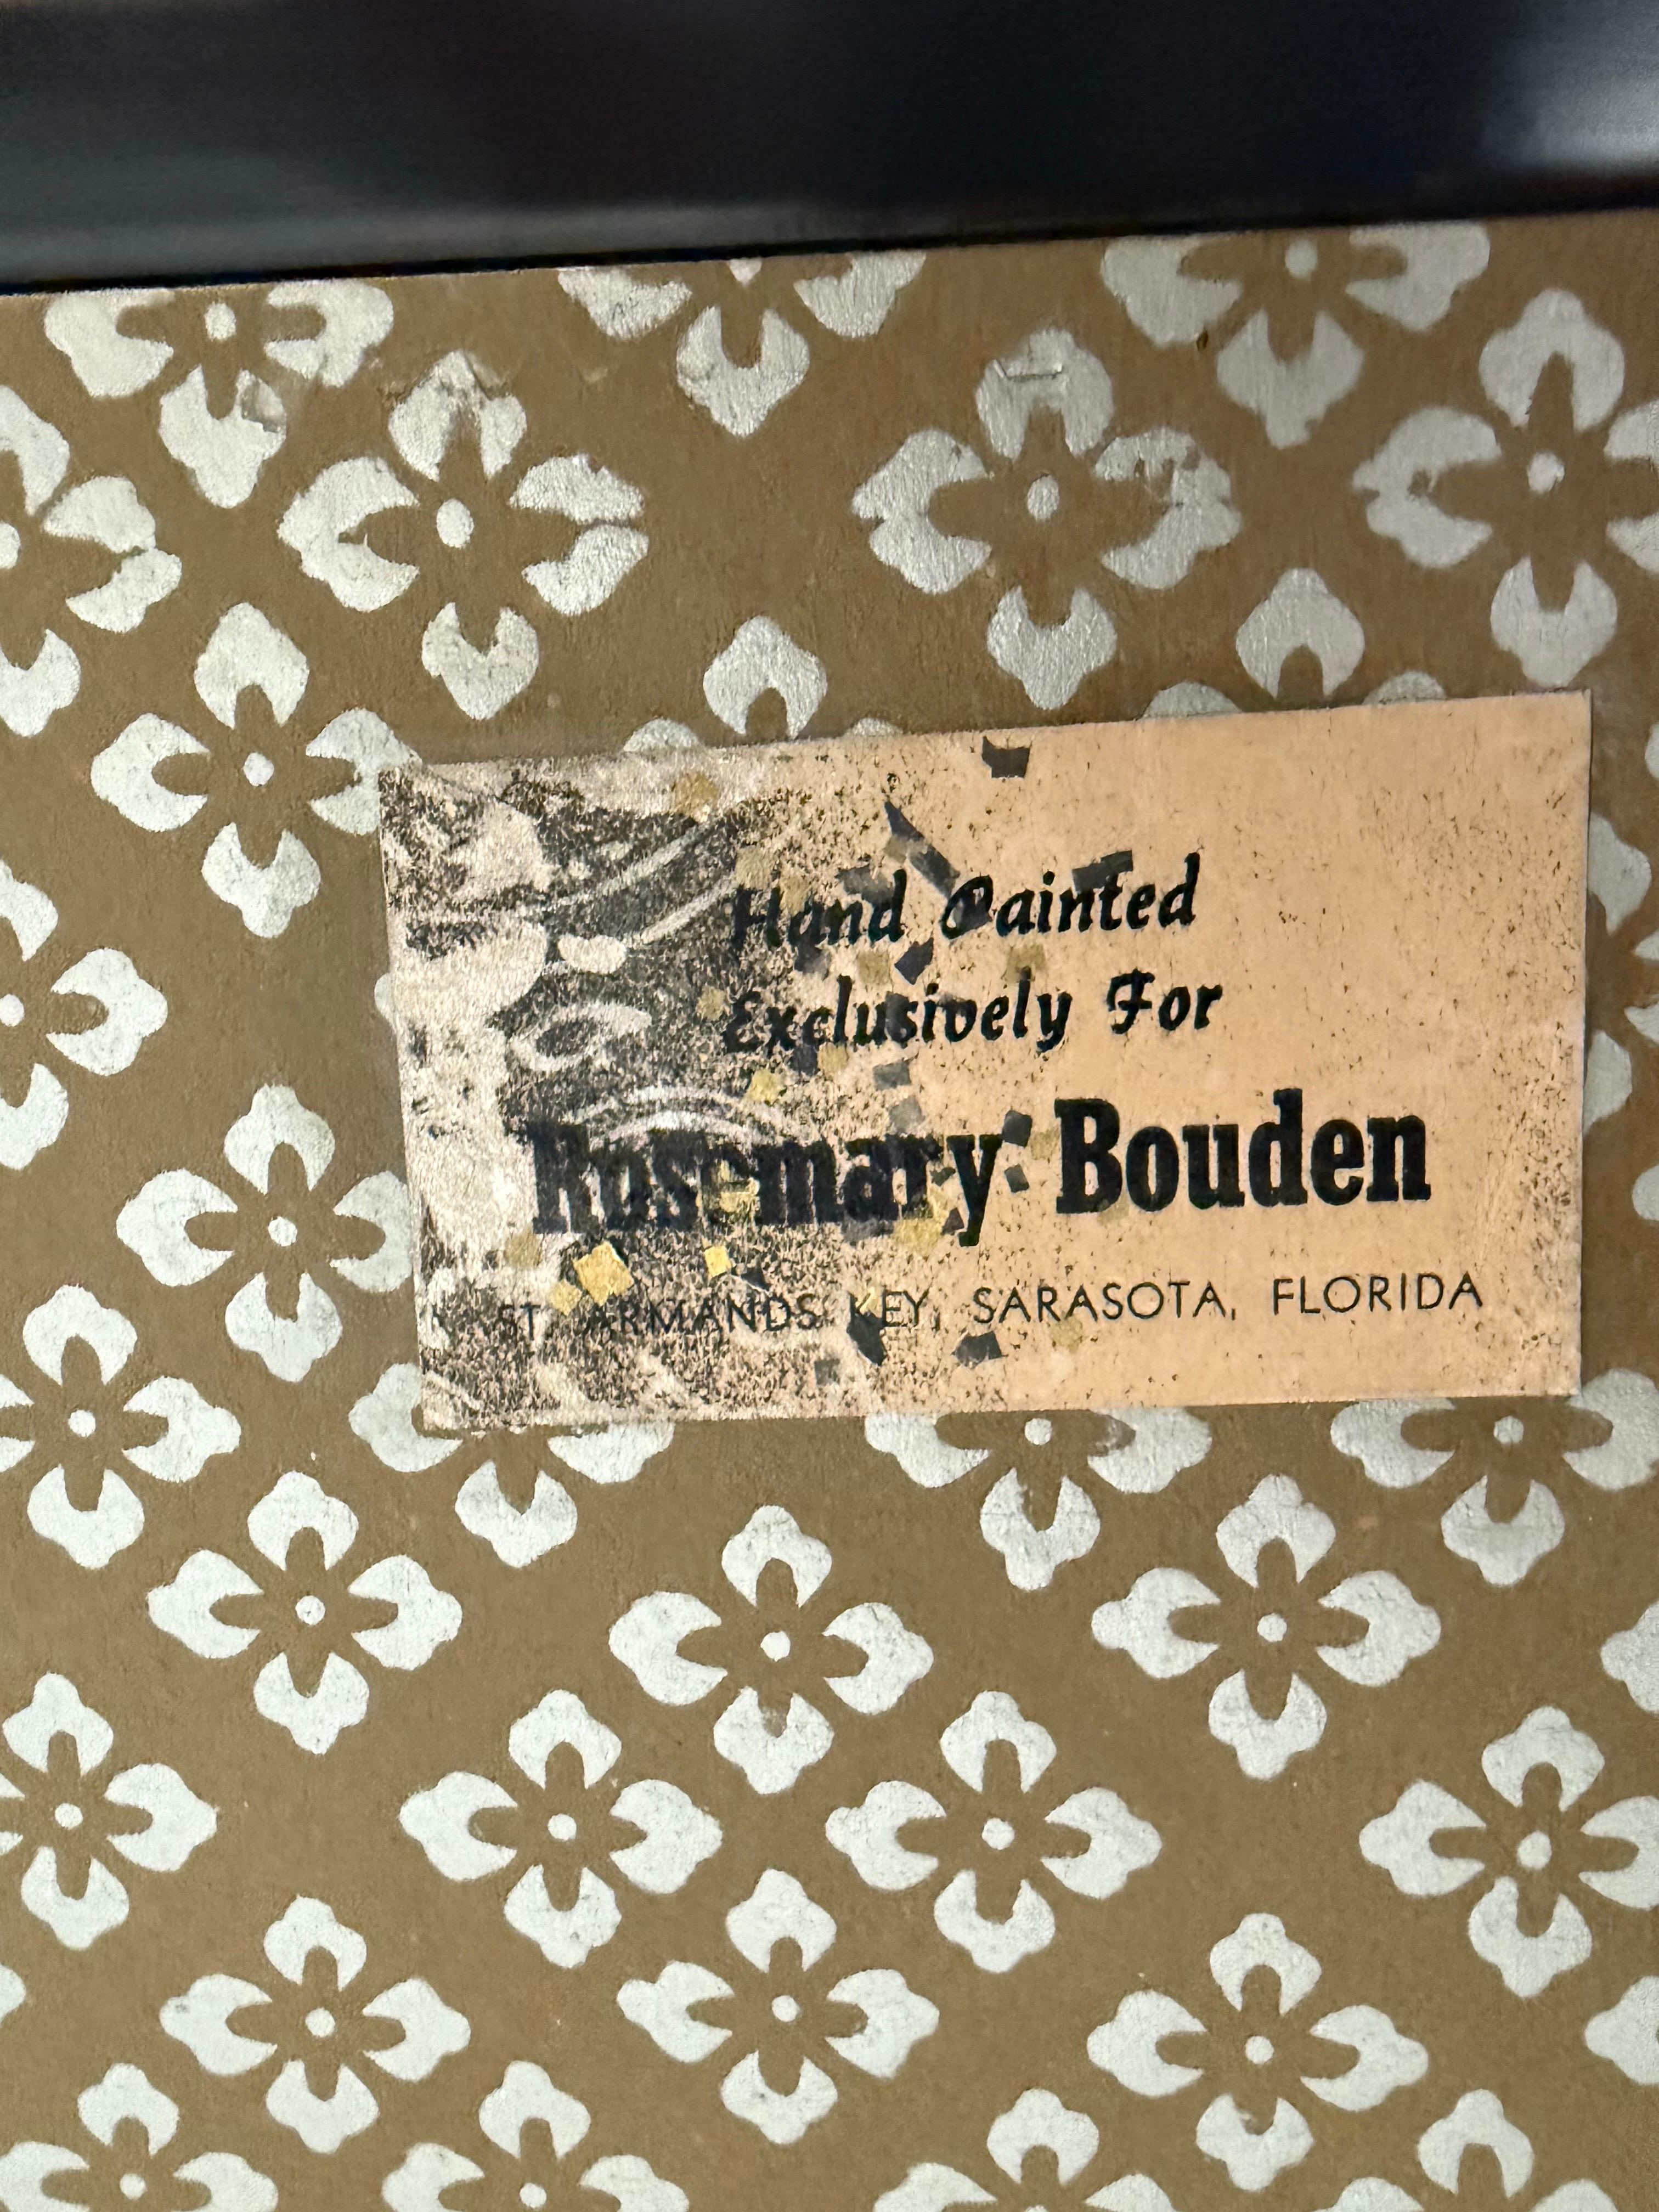 Hand Painted
Exclusively For
Rosemary Bouden
ST. ARMANDS KEY, SARASOTA, FLORIDA